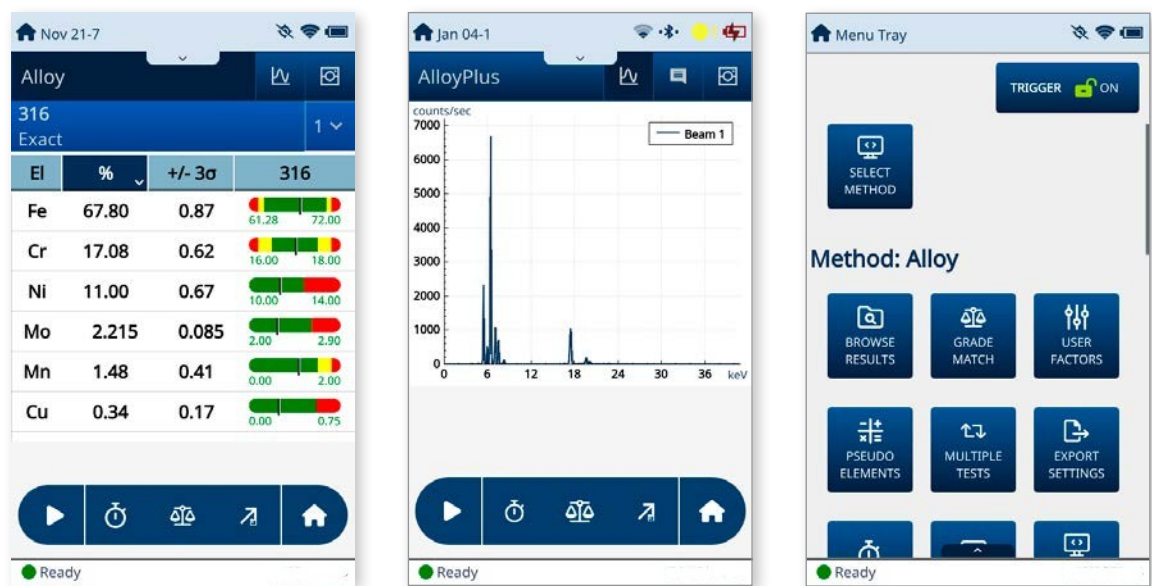 Nov 21-7
Alloy
316
Exact
1
El % +/- 3σ 316
Fe 67.80 0.87 61.28 72.00
Cr 17.08 0.62 16.00 18.00
Ni 11.00 0.67 10.00 14.00
Mo 2.215 0.085 2.00 2.90
Mn 1.48 0.41 0.00 2.00
Cu 0.34 0.17 0.00 0.75
Ready
Jan 04-1
AlloyPlus
counts/sec
Beam 1
7000
6000
5000
4000
3000
2000
1000
0
0 6 12 18 24 30 36 keV
Ready
Menu Tray
TRIGGER ON
SELECT
METHOD
Method: Alloy
BROWSE
RESULTS
GRADE
MATCH
USER
FACTORS
PSEUDO
ELEMENTS
MULTIPLE
TESTS
EXPORT
SETTINGS
Ready